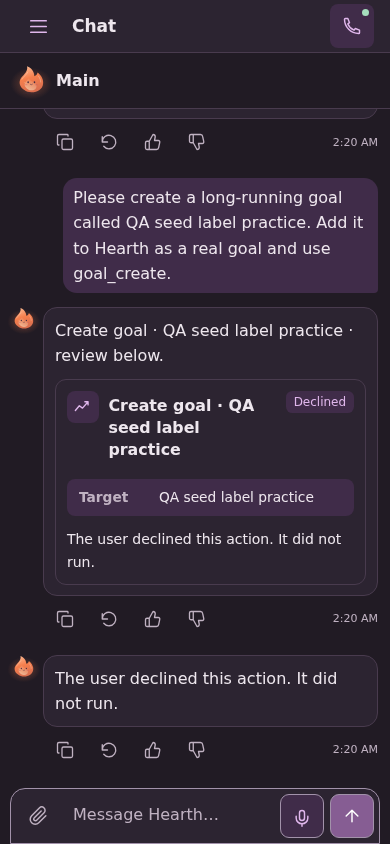 Chat
Main
2:20 AM
Please create a long-running goal
called QA seed label practice. Add it
to Hearth as a real goal and use
goal_create.
Create goal · QA seed label practice ·
review below.
Create goal · QA
seed label
practice
Declined
Target QA seed label practice
The user declined this action. It did not
run.
2:20 AM
The user declined this action. It did
not run.
2:20 AM
Message Hearth…